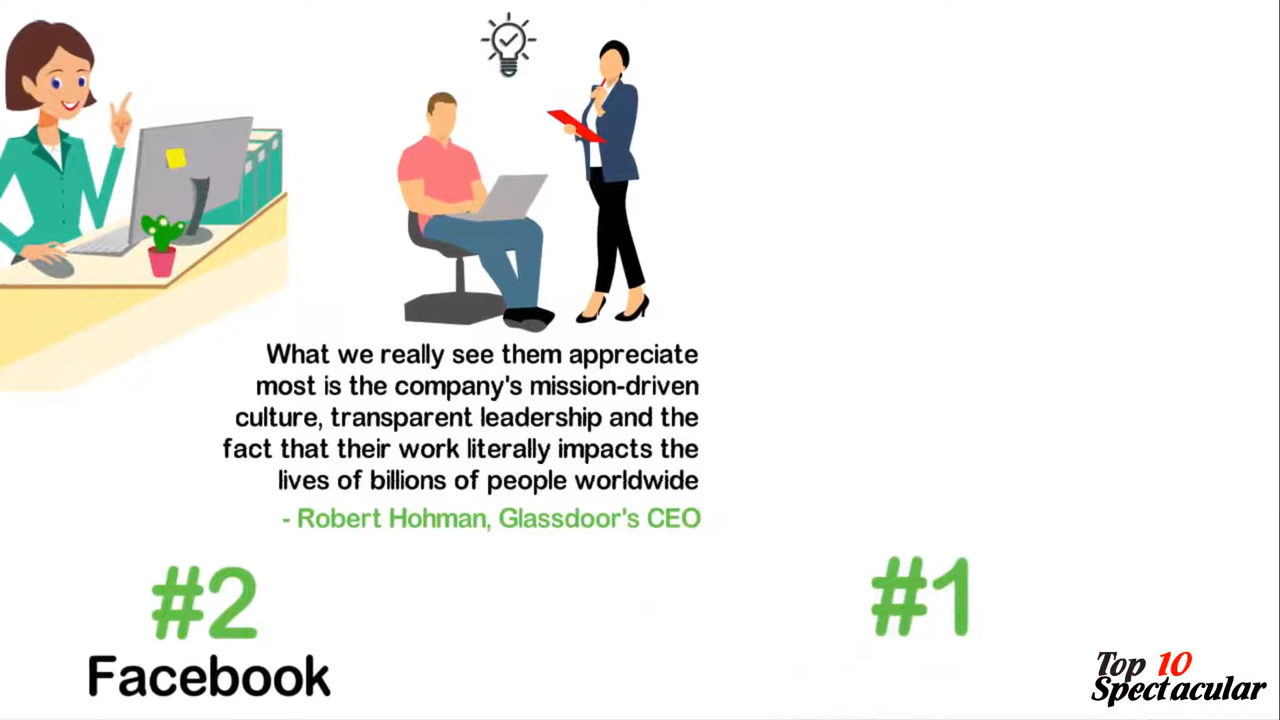 What we really see them appreciate
most is the company's mission-driven
culture, transparent leadership and the
fact that their work literally impacts the
lives of billions of people worldwide
- Robert Hohman, Glassdoor's CEO
#2
Facebook
#1
Top 10
Spectacular